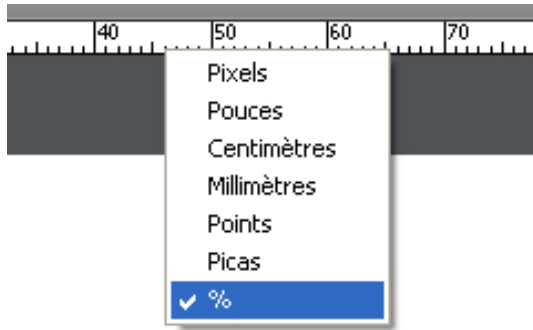 40 50 60 70
Pixels
Pouces
Centimètres
Millimètres
Points
Picas
%